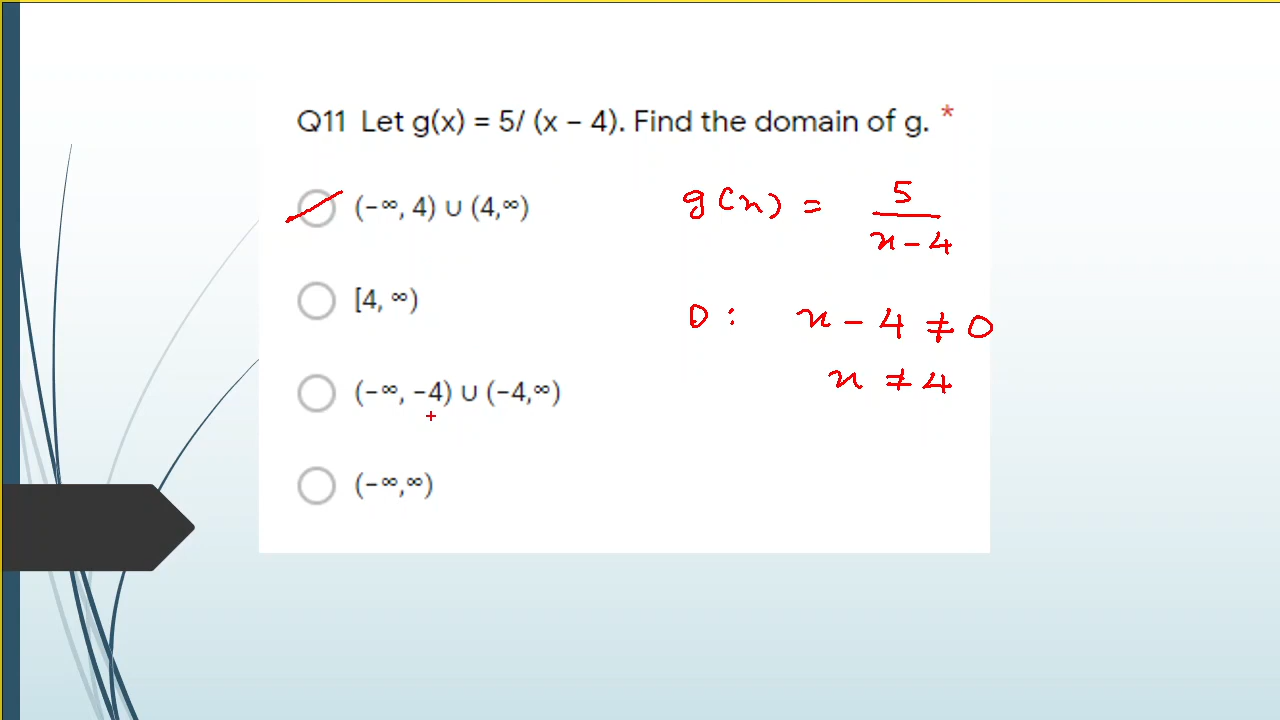 Q11 Let g(x) = 5/ (x – 4). Find the domain of g. *
(-∞, 4) ∪ (4,∞)
[4, ∞)
(-∞, -4) ∪ (-4,∞)
(-∞,∞)
g(x) = 5/(x-4)
D: x - 4 ≠ 0
x ≠ 4